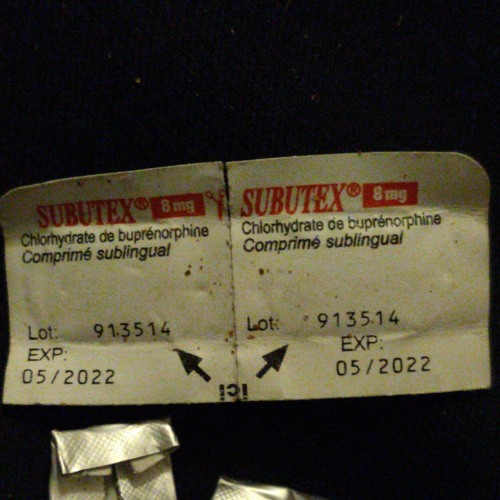 SUBUTEX® 8 mg
Chlorhydrate de buprénorphine
Comprimé sublingual
Lot: 913514
EXP:
05/2022
SUBUTEX® 8 mg
Chlorhydrate de buprénorphine
Comprimé sublingual
Lot: 913514
EXP:
05/2022
ICI